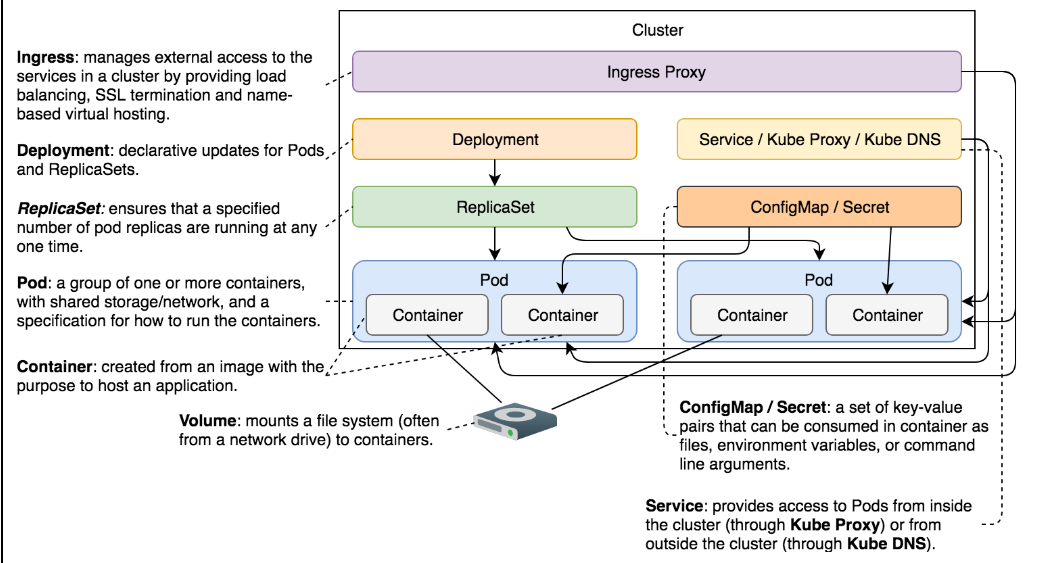 Cluster
Ingress: manages external access to the
services in a cluster by providing load
balancing, SSL termination and name-
based virtual hosting.
Ingress Proxy
Deployment: declarative updates for Pods
and ReplicaSets.
Deployment
Service / Kube Proxy / Kube DNS
ReplicaSet: ensures that a specified
number of pod replicas are running at any
one time.
ReplicaSet
ConfigMap / Secret
Pod: a group of one or more containers,
with shared storage/network, and a
specification for how to run the containers.
Pod
Container
Container
Pod
Container
Container
Container: created from an image with the
purpose to host an application.
Volume: mounts a file system (often
from a network drive) to containers.
ConfigMap / Secret: a set of key-value
pairs that can be consumed in container as
files, environment variables, or command
line arguments.
Service: provides access to Pods from inside
the cluster (through Kube Proxy) or from
outside the cluster (through Kube DNS).